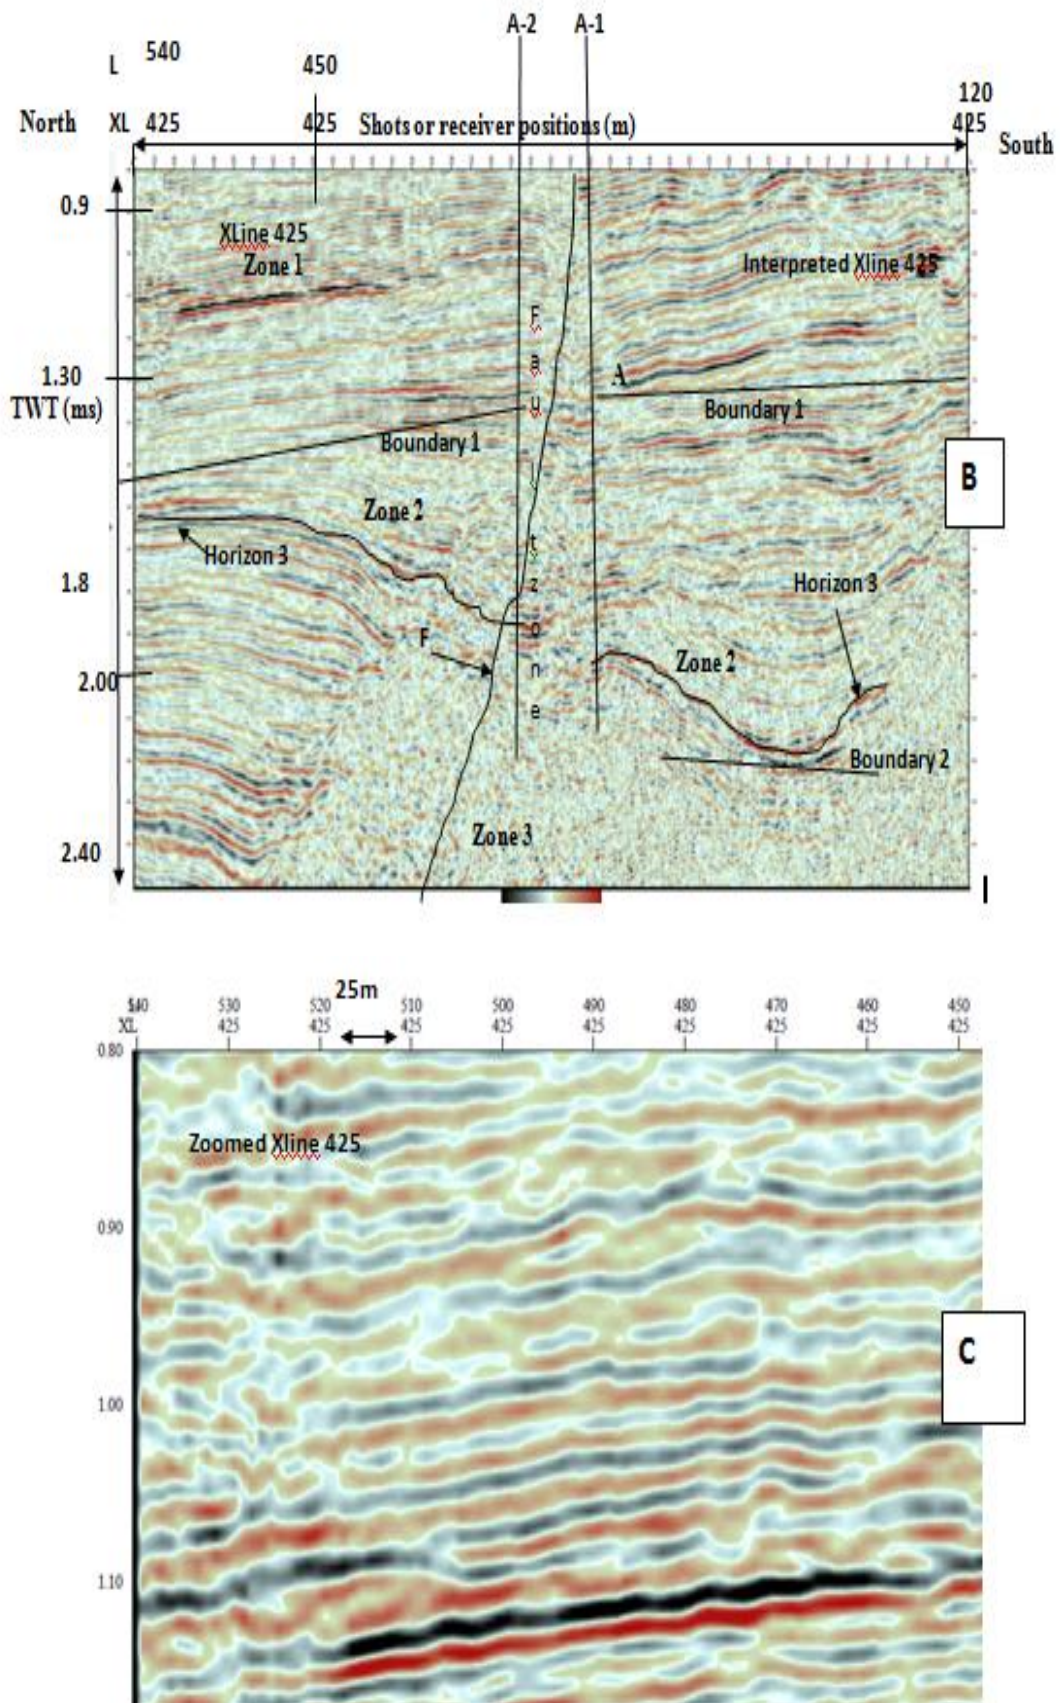 A-2 A-1
L 540 450 120
North XL 425 425 Shots or receiver positions (m) 425 South
0.9
XLine 425
Zone 1
Interpreted Xline 425
F
a
u
l
t
z
o
n
e
1.30
TWT (ms)
A
Boundary 1
Boundary 1
B
Zone 2
Horizon 3
1.8
Horizon 3
F
Zone 2
2.00
Boundary 2
Zone 3
2.40
25m
540 530 520 510 500 490 480 470 460 450
XL 425 425 425 425 425 425 425 425 425
0.80
Zoomed Xline 425
0.90
C
1.00
1.10